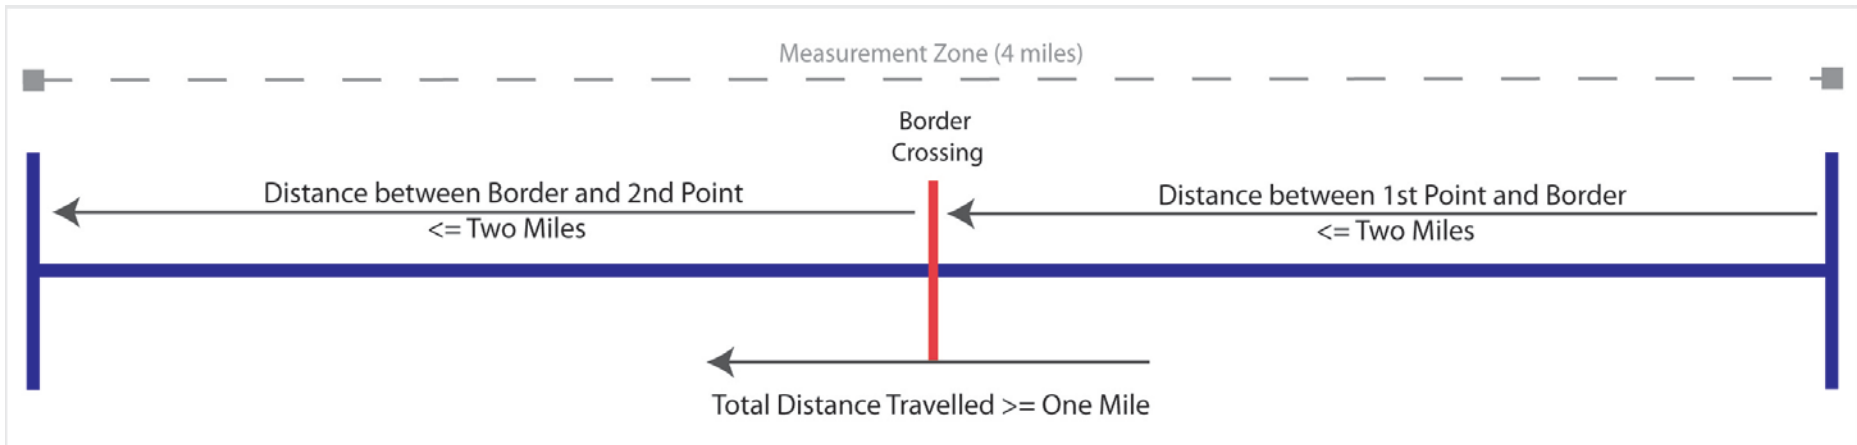 Measurement Zone (4 miles)
Border
Crossing
Distance between Border and 2nd Point
<= Two Miles
Distance between 1st Point and Border
<= Two Miles
Total Distance Travelled >= One Mile